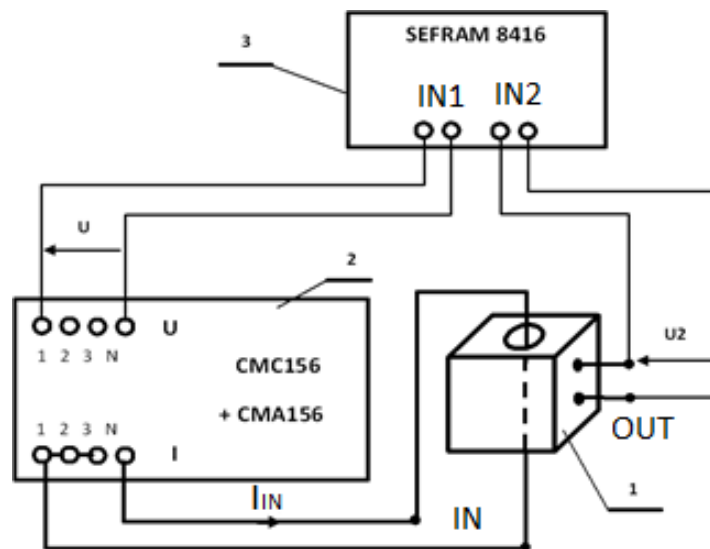 3
SEFRAM 8416
IN1 IN2
U
2
U
1 2 3 N
CMC156
+ CMA156
1 2 3 N
I
U2
OUT
1
IIN
IN